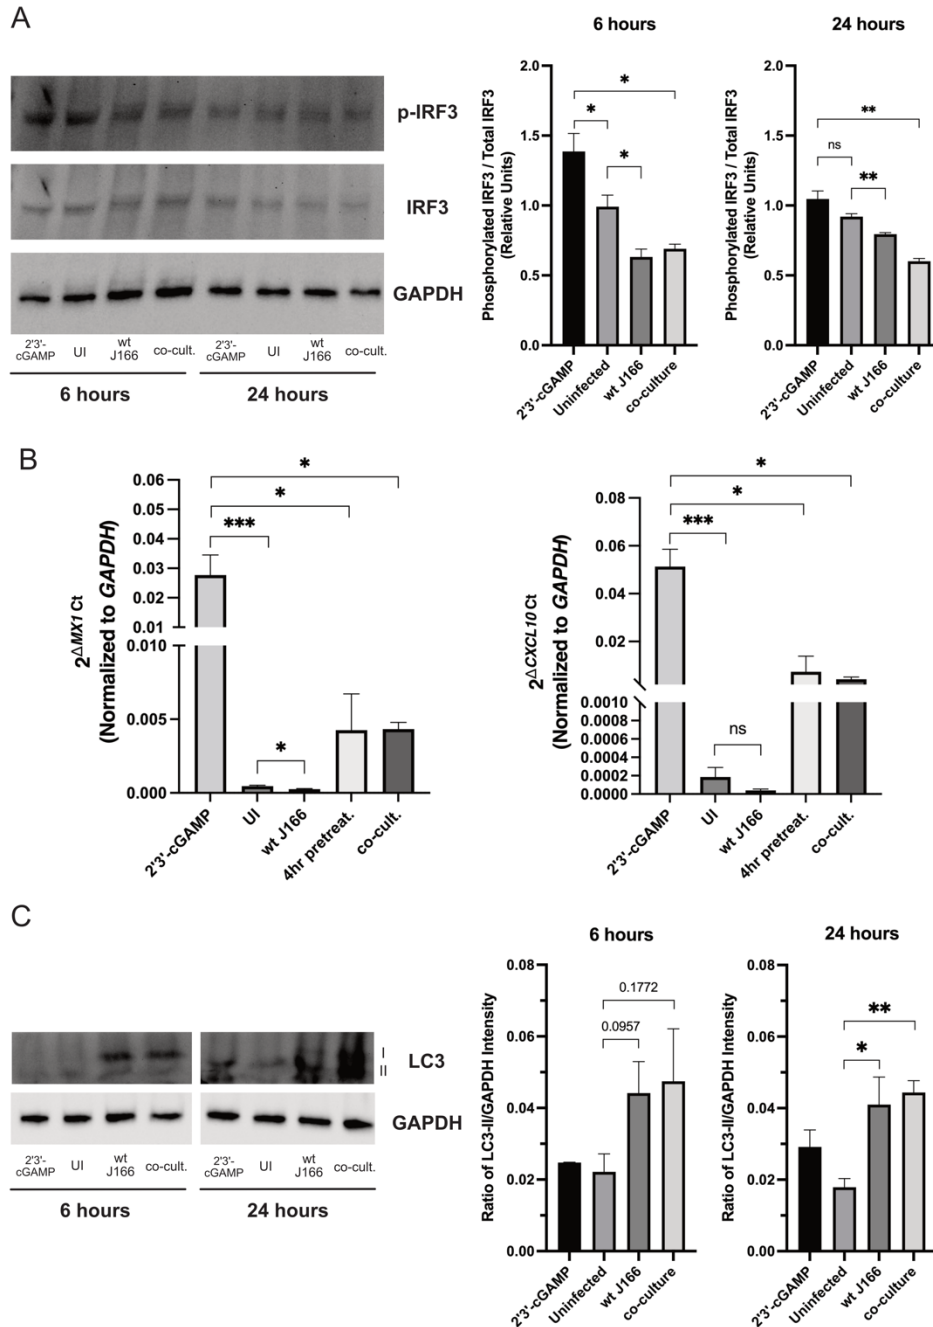 A
p-IRF3
IRF3
GAPDH
2'3'-
cGAMP
UI
wt
J166
co-cult.
2'3'-
cGAMP
UI
wt
J166
co-cult.
6 hours
24 hours
6 hours
Phosphorylated IRF3 / Total IRF3
(Relative Units)
2.0
1.5
1.0
0.5
0.0
*
*
*
2'3'-cGAMP
Uninfected
wt J166
co-culture
24 hours
Phosphorylated IRF3 / Total IRF3
(Relative Units)
2.0
1.5
1.0
0.5
0.0
**
ns
**
2'3'-cGAMP
Uninfected
wt J166
co-culture
B
2^ΔMX1 Ct
(Normalized to GAPDH)
0.06
0.05
0.04
0.03
0.02
0.01
0.010
0.005
0.000
*
*
***
*
2'3'-cGAMP
UI
wt J166
4hr pretreat.
co-cult.
2^ΔCXCL10 Ct
(Normalized to GAPDH)
0.08
0.06
0.04
0.02
0.0010
0.0008
0.0006
0.0004
0.0002
0.0000
*
*
***
ns
2'3'-cGAMP
UI
wt J166
4hr pretreat.
co-cult.
C
I
II
LC3
GAPDH
2'3'-
cGAMP
UI
wt
J166
co-cult.
2'3'-
cGAMP
UI
wt
J166
co-cult.
6 hours
24 hours
6 hours
Ratio of LC3-II/GAPDH Intensity
0.08
0.06
0.04
0.02
0.00
0.1772
0.0957
2'3'-cGAMP
Uninfected
wt J166
co-culture
24 hours
Ratio of LC3-II/GAPDH Intensity
0.08
0.06
0.04
0.02
0.00
**
*
2'3'-cGAMP
Uninfected
wt J166
co-culture